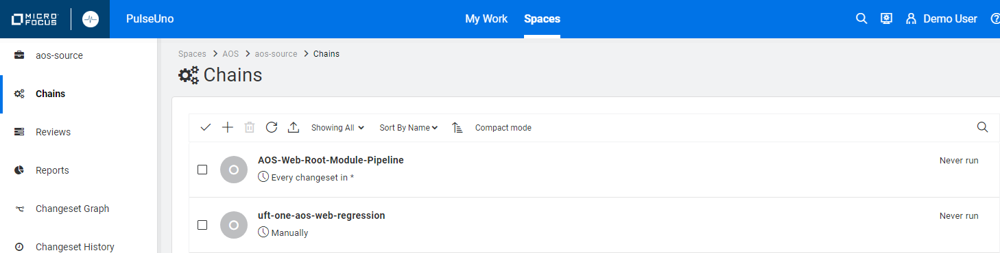 MICRO FOCUS
PulseUno
My Work
Spaces
Demo User
aos-source
Chains
Reviews
Reports
Changeset Graph
Changeset History
Spaces > AOS > aos-source > Chains
Chains
Showing All
Sort By Name
Compact mode
AOS-Web-Root-Module-Pipeline
Every changeset in *
Never run
uft-one-aos-web-regression
Manually
Never run